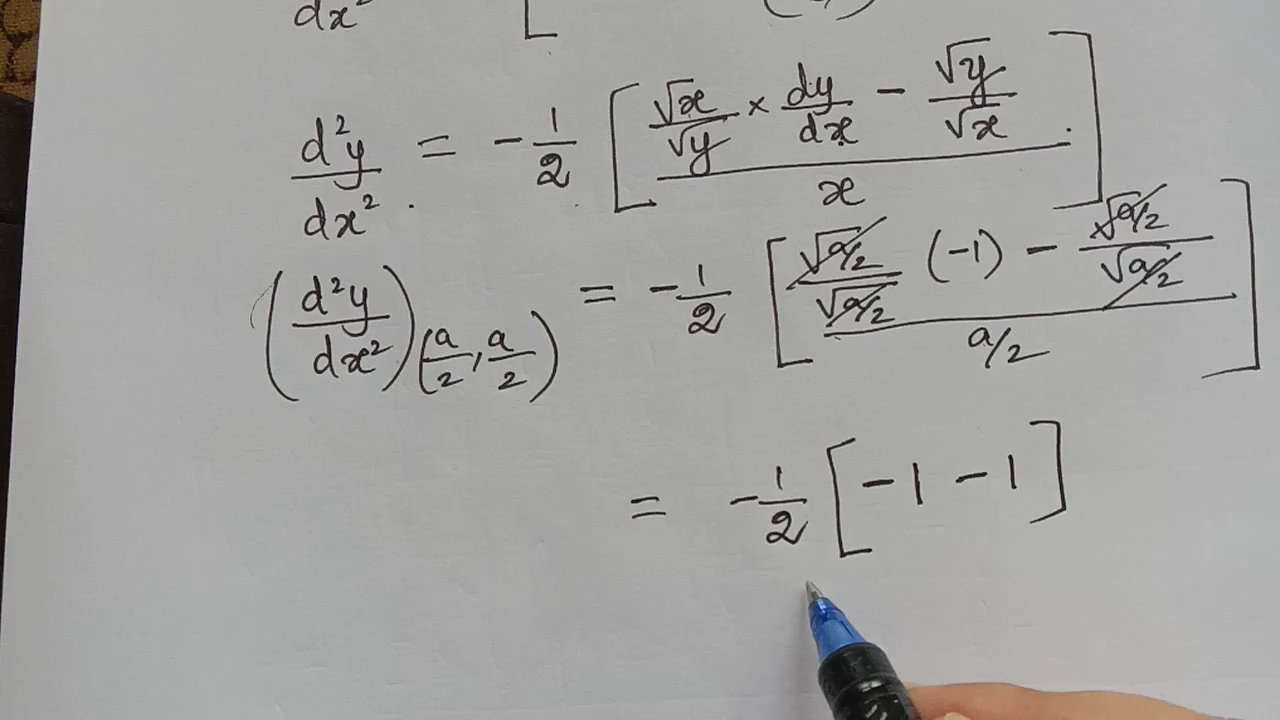 dx²  [
d²y/dx² = -1/2 [ (√x/√y × dy/dx - √y/√x) / x ]
(d²y/dx²)(a/2, a/2) = -1/2 [ (√a/2/√a/2 (-1) - √a/2/√a/2) / a/2 ]
= -1/2 [-1 -1]